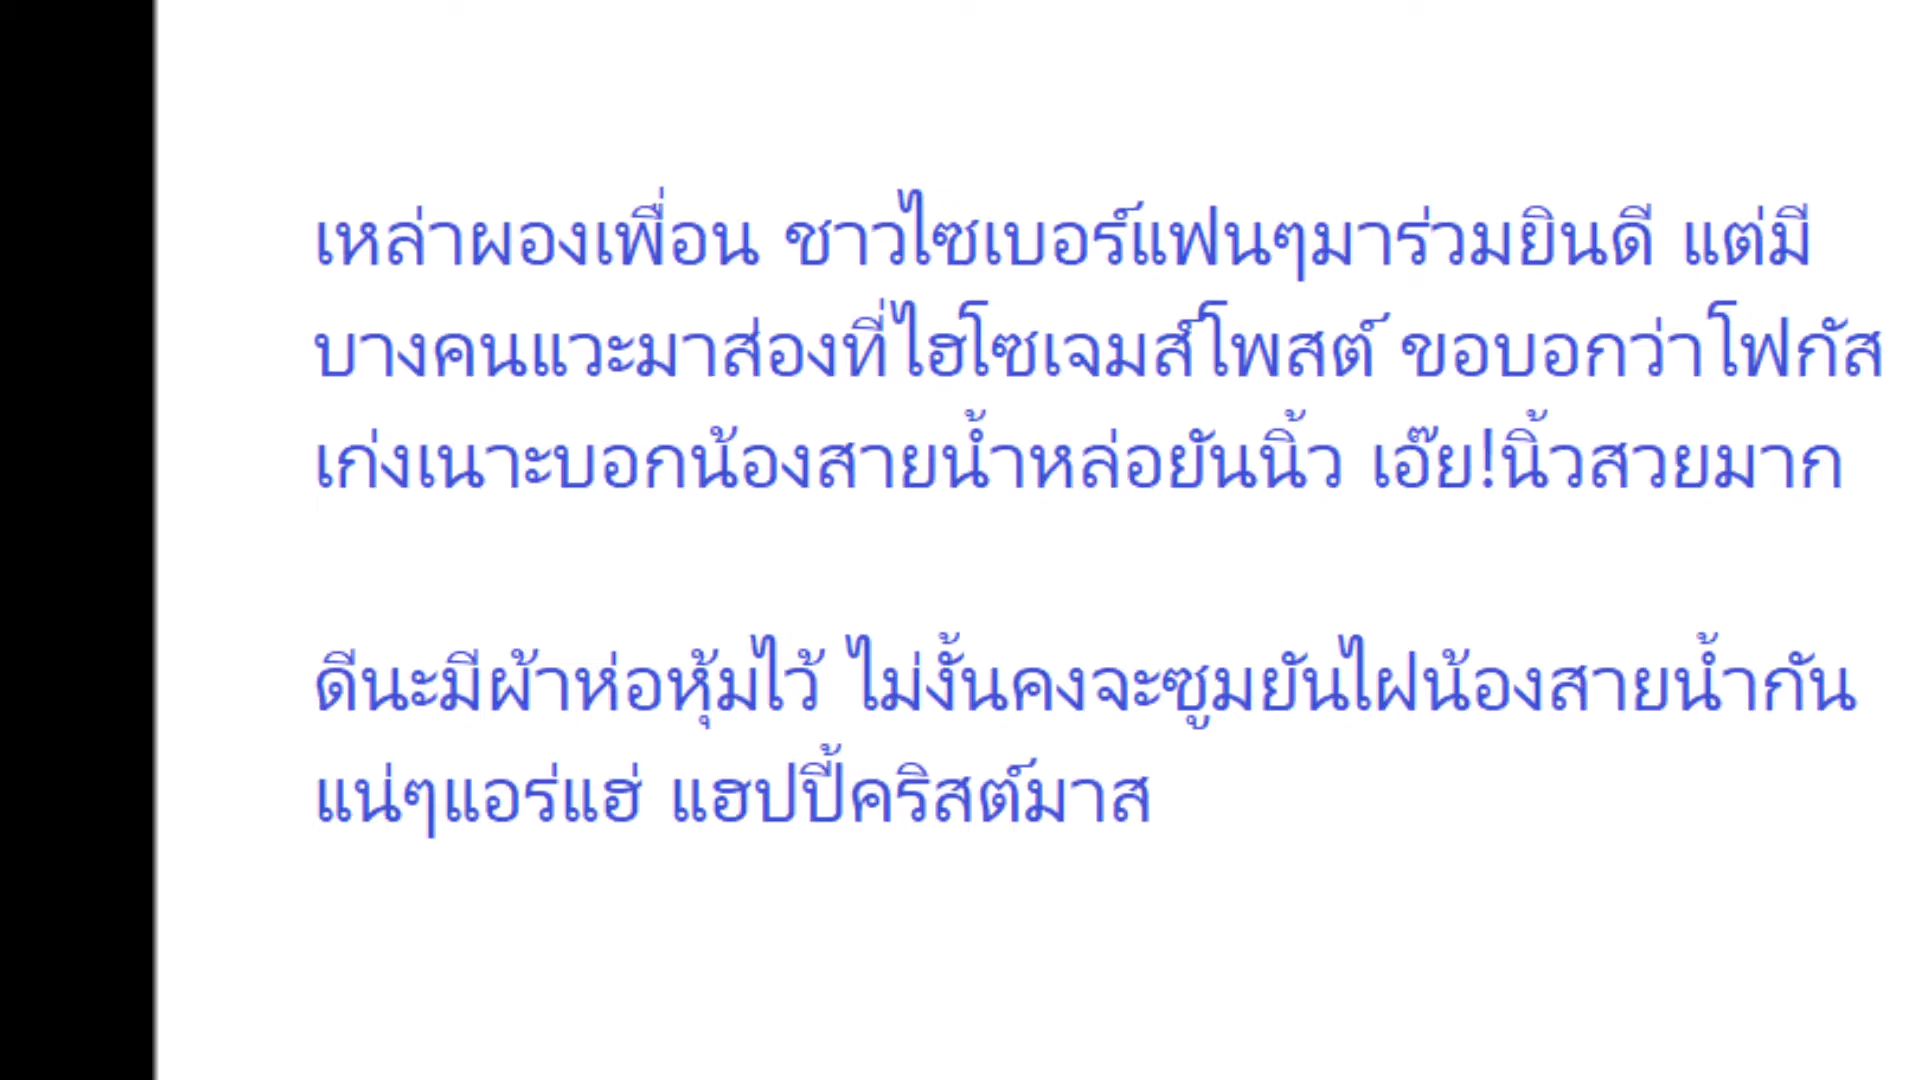 เหล่าผองเพื่อน ชาวไซเบอร์แฟนๆมาร่วมยินดี แต่มี
บางคนแวะมาส่องที่ไฮโซเจมส์โพสต์ ขอบอกว่าโฟกัส
เก่งเนาะบอกน้องสายน้ำหล่อยันนิ้ว เอ๊ย!นิ้วสวยมาก
ดีนะมีผ้าห่อหุ้มไว้ ไม่งั้นคงจะซูมยันไฝน้องสายน้ำกัน
แน่ๆแอร่แฮ่ แฮปปี้คริสต์มาส